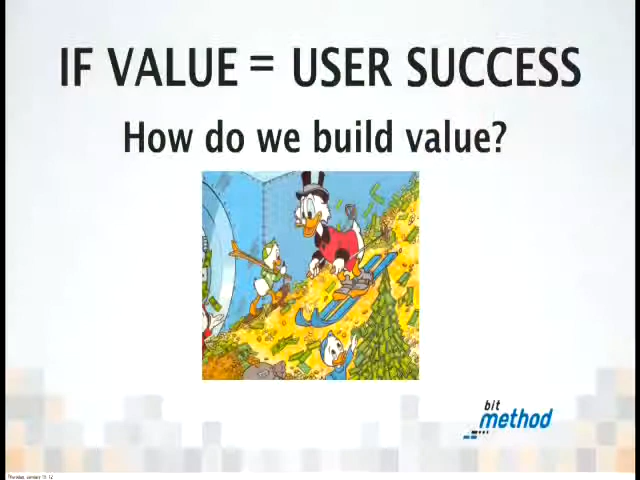 IF VALUE = USER SUCCESS
How do we build value?
bit
method